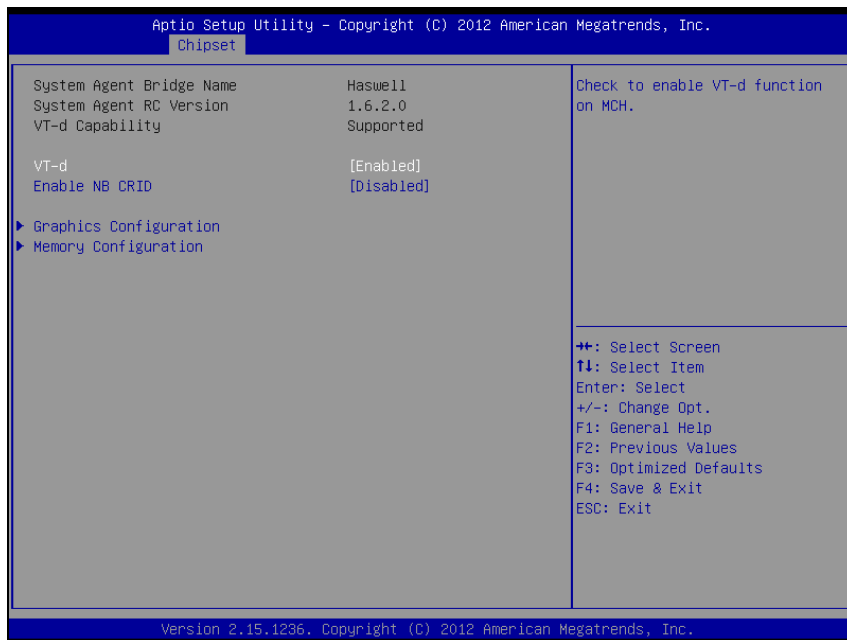 Aptio Setup Utility – Copyright (C) 2012 American Megatrends, Inc.
Chipset
System Agent Bridge Name Haswell
System Agent RC Version 1.6.2.0
VT-d Capability Supported
VT-d [Enabled]
Enable NB CRID [Disabled]
▶ Graphics Configuration
▶ Memory Configuration
Check to enable VT-d function
on MCH.
→←: Select Screen
↑↓: Select Item
Enter: Select
+/-: Change Opt.
F1: General Help
F2: Previous Values
F3: Optimized Defaults
F4: Save & Exit
ESC: Exit
Version 2.15.1236. Copyright (C) 2012 American Megatrends, Inc.